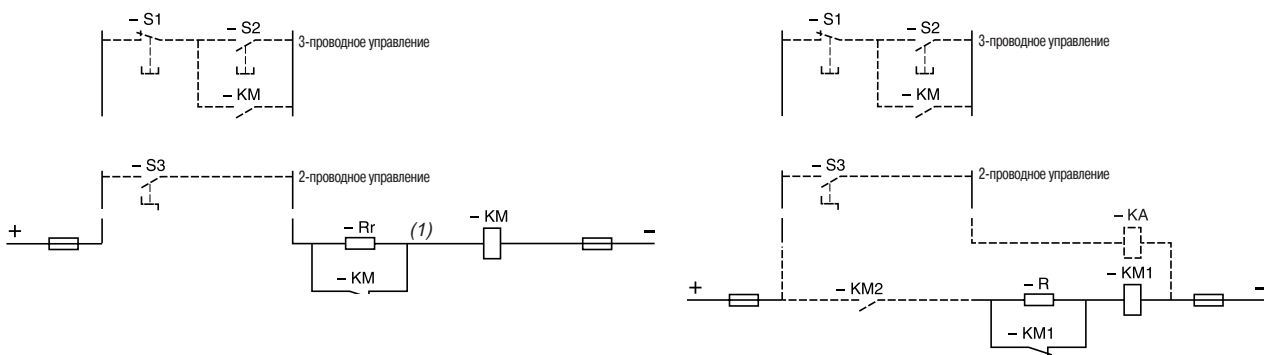 – S1
– S2
3-проводное управление
– KM
– S3
2-проводное управление
+
– Rr
(1)
– KM
–
– KM
– S1
– S2
3-проводное управление
– KM
– S3
2-проводное управление
– KA
+
– KM2
– R
– KM1
–
– KM1